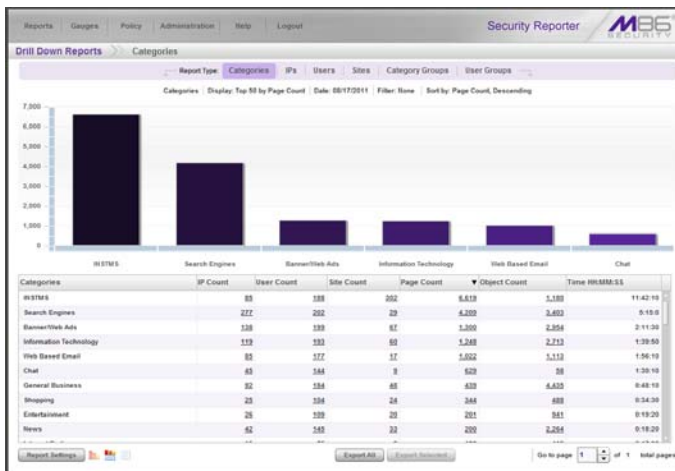 Reports Gauges Policy Administration Help Logout Security Reporter M86 SECURITY
Drill Down Reports Categories
Report Type: Categories IPs Users Sites Category Groups User Groups
Categories Display: Top 50 by Page Count Date: 08/17/2011 Filter: None Sort by: Page Count, Descending
7,000
6,000
5,000
4,000
3,000
2,000
1,000
0
INSTMS Search Engines Banner/Web Ads Information Technology Web Based Email Chat
Categories IP Count User Count Site Count Page Count ▼ Object Count Time HH:MM:SS
INSTMS 85 188 302 6,619 1,180 11:42:10
Search Engines 277 202 29 4,209 3,403 5:15:0
Banner/Web Ads 138 199 67 1,300 2,954 2:11:30
Information Technology 119 193 60 1,248 2,713 1:39:50
Web Based Email 85 177 17 1,022 1,113 1:56:10
Chat 45 144 9 629 98 1:30:10
General Business 92 184 46 439 4,435 0:48:10
Shopping 25 104 24 344 488 0:34:30
Entertainment 26 109 20 201 941 0:19:20
News 42 145 33 200 2,264 0:18:20
Report Settings Export All Export Selected Go to page 1 of 1 total pages